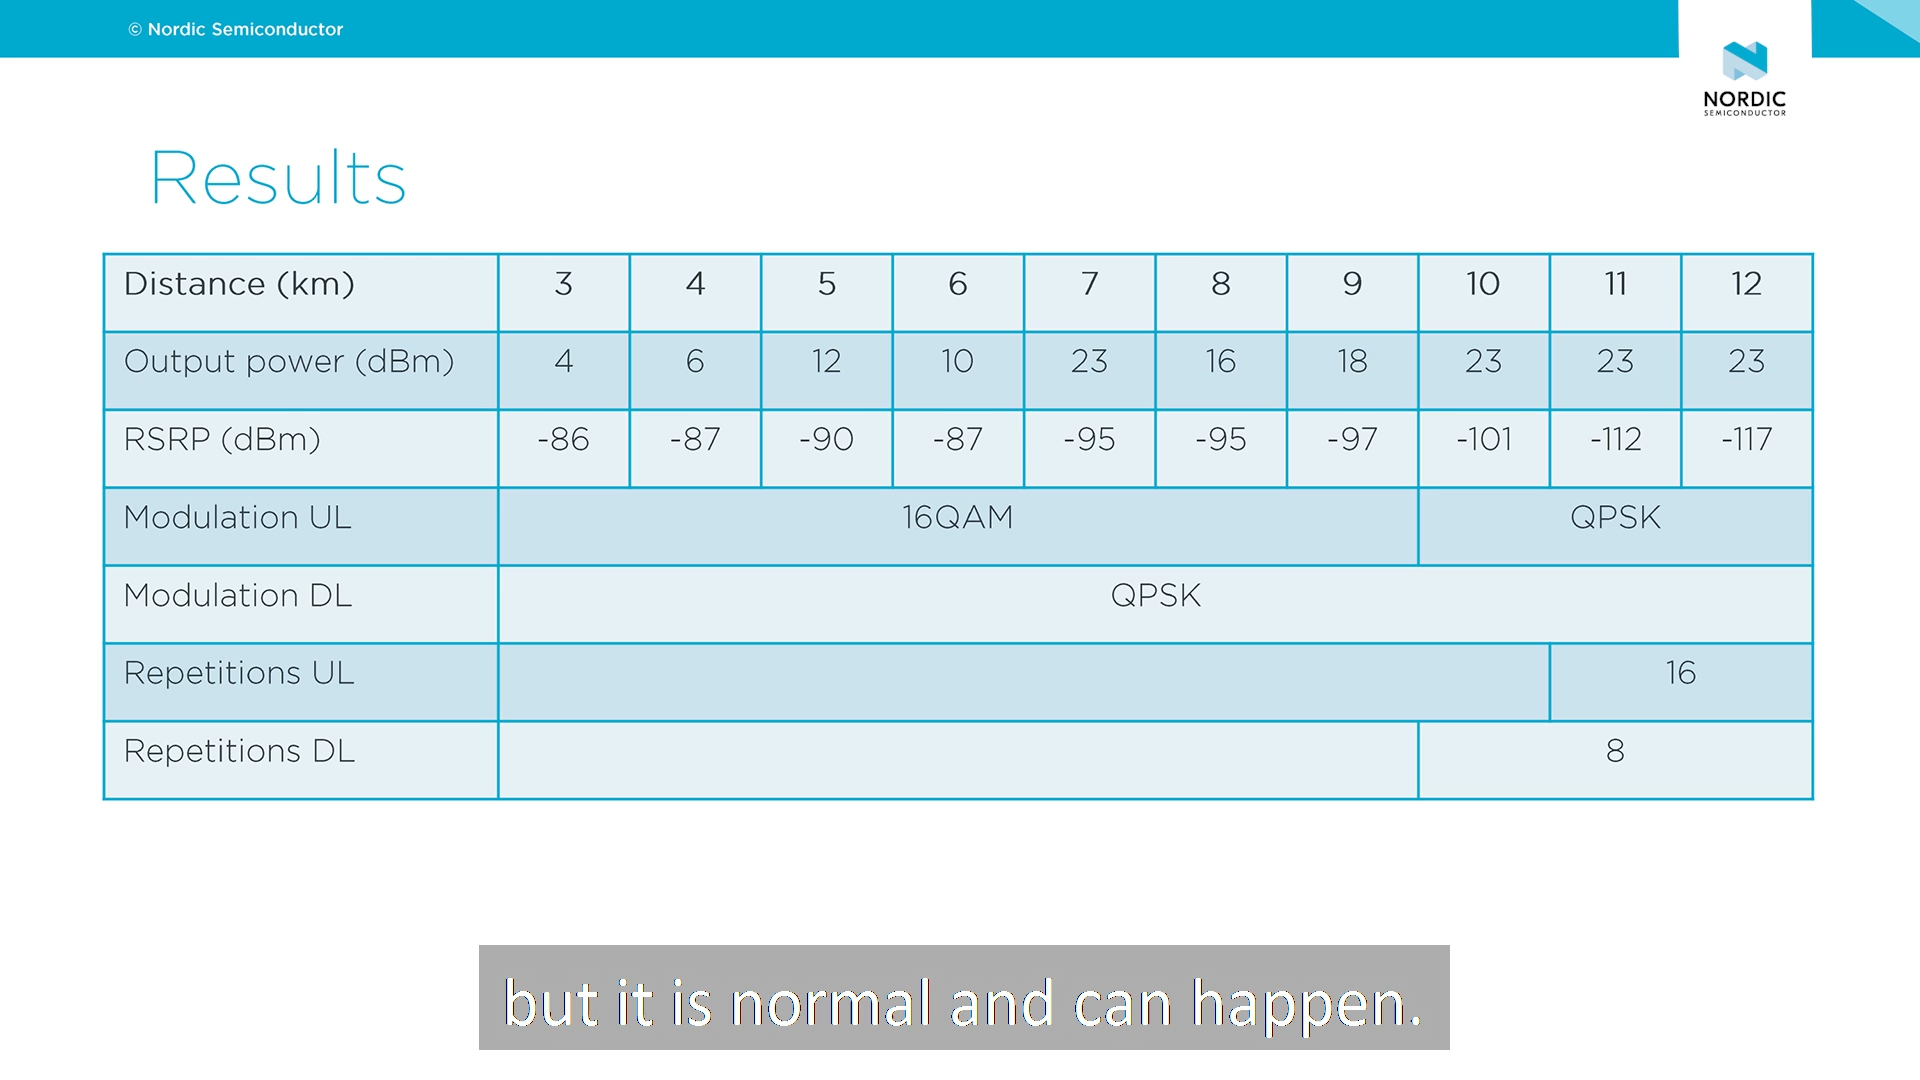 © Nordic Semiconductor
NORDIC
SEMICONDUCTOR
Results
Distance (km) 3 4 5 6 7 8 9 10 11 12
Output power (dBm) 4 6 12 10 23 16 18 23 23 23
RSRP (dBm) -86 -87 -90 -87 -95 -95 -97 -101 -112 -117
Modulation UL 16QAM QPSK
Modulation DL QPSK
Repetitions UL 16
Repetitions DL 8
but it is normal and can happen.